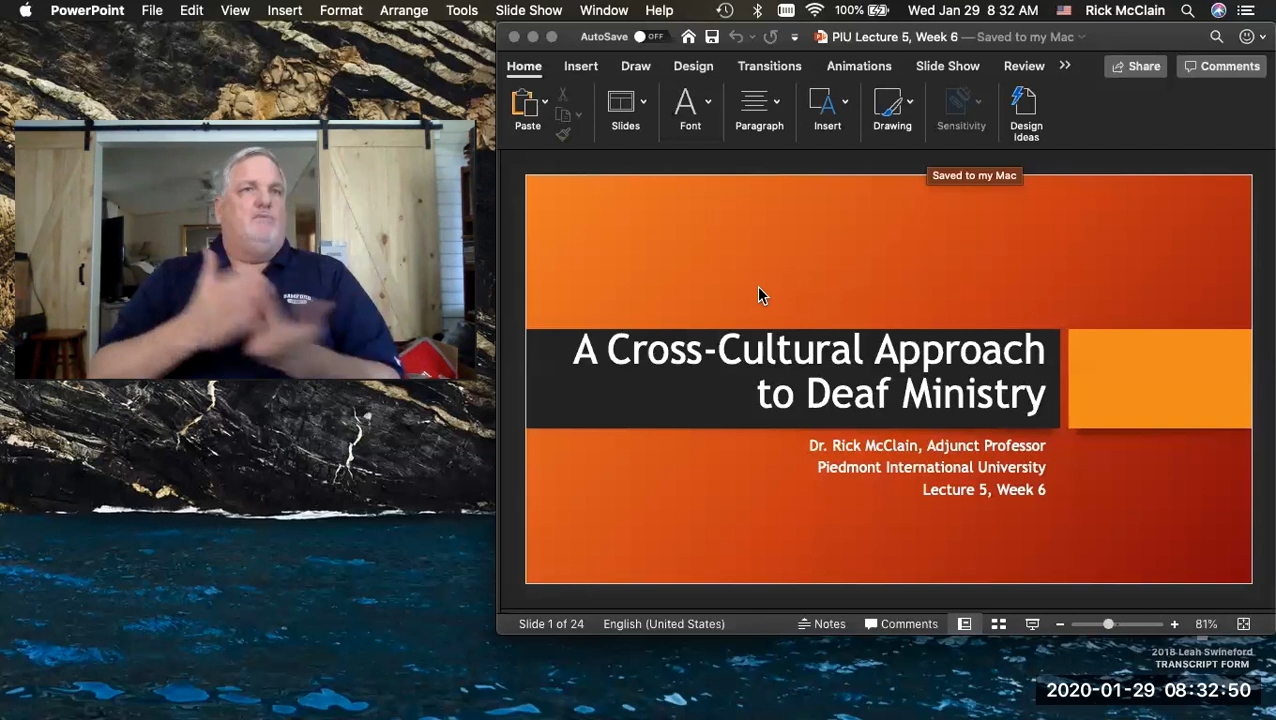 PowerPoint File Edit View Insert Format Arrange Tools Slide Show Window Help 100% Wed Jan 29 8:32 AM Rick McClain
AutoSave OFF PIU Lecture 5, Week 6 — Saved to my Mac
Home Insert Draw Design Transitions Animations Slide Show Review Share Comments
Paste Slides Font Paragraph Insert Drawing Sensitivity Design
Ideas
Saved to my Mac
A Cross-Cultural Approach
to Deaf Ministry
Dr. Rick McClain, Adjunct Professor
Piedmont International University
Lecture 5, Week 6
Slide 1 of 24 English (United States) Notes Comments 81%
2018 Leah Swineford
TRANSCRIPT FORM
2020-01-29 08:32:50